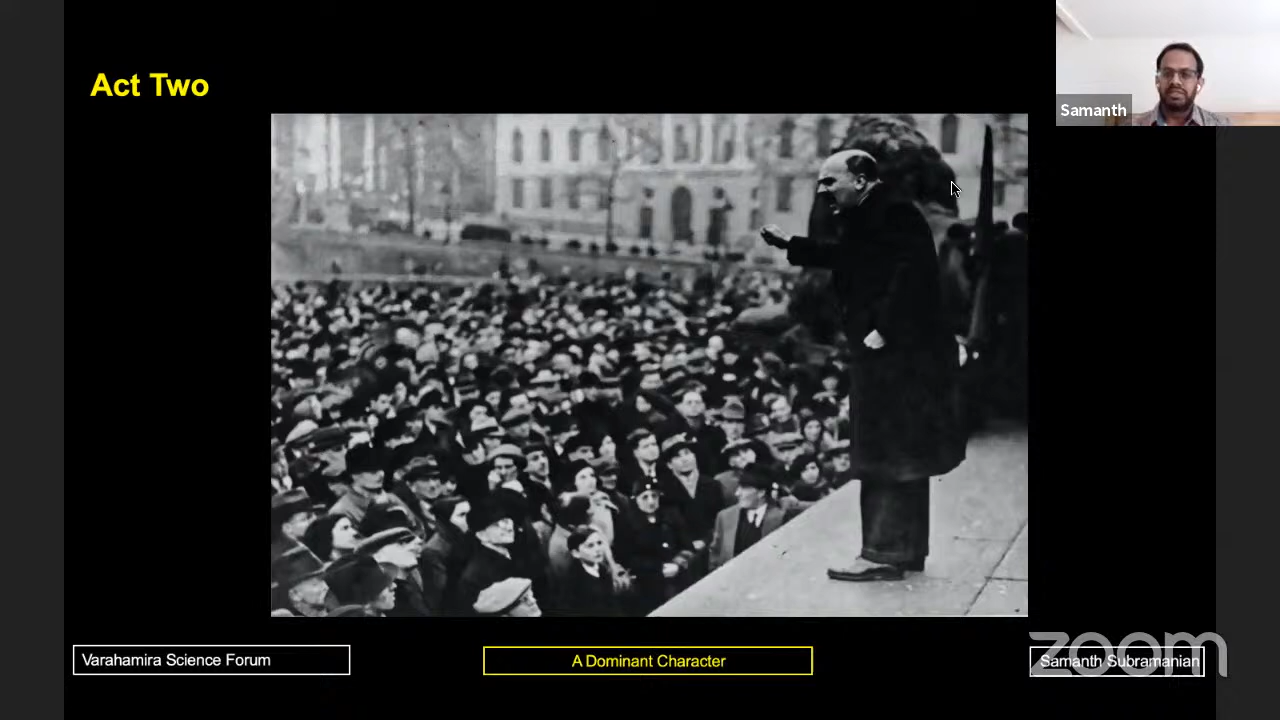 Act Two
Samanth
Varahamira Science Forum
A Dominant Character
Samanth Subramanian
zoom